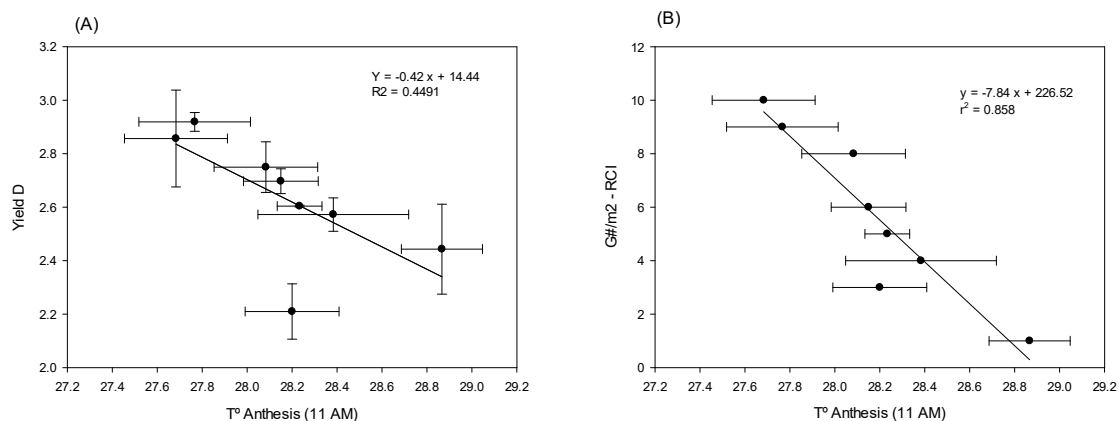 (A)
3.2
3.0
2.8
2.6
2.4
2.2
2.0
Yield D
Y = -0.42 x + 14.44
R2 = 0.4491
27.2 27.4 27.6 27.8 28.0 28.2 28.4 28.6 28.8 29.0 29.2
Tº Anthesis (11 AM)
(B)
12
10
8
6
4
2
0
G#/m2 - RCI
y = -7.84 x + 226.52
r² = 0.858
27.2 27.4 27.6 27.8 28.0 28.2 28.4 28.6 28.8 29.0 29.2
Tº Anthesis (11 AM)